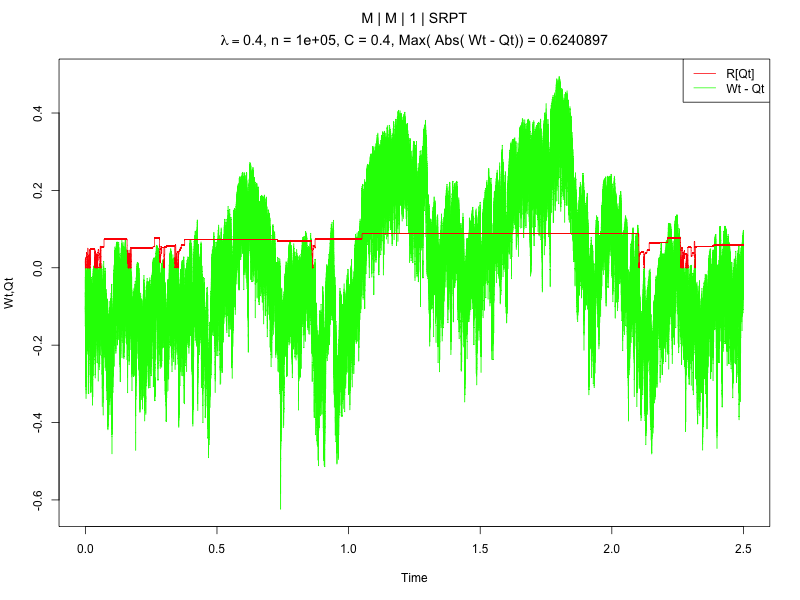 M | M | 1 | SRPT
λ = 0.4, n = 1e+05, C = 0.4, Max( Abs( Wt - Qt)) = 0.6240897
R[Qt]
Wt - Qt
Wt,Qt
0.4
0.2
0.0
-0.2
-0.4
-0.6
0.0 0.5 1.0 1.5 2.0 2.5
Time